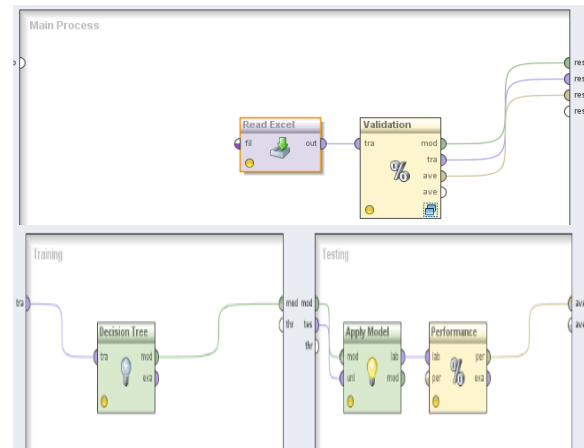 Main Process
res
res
res
res
Read Excel
fil out
Validation
tra mod
tra
ave
ave
Training
tra
Decision Tree
tra mod
exa
mod
thr
Testing
mod
tes
thr
Apply Model
mod lab
unl mod
Performance
lab per
per exa
ave
ave